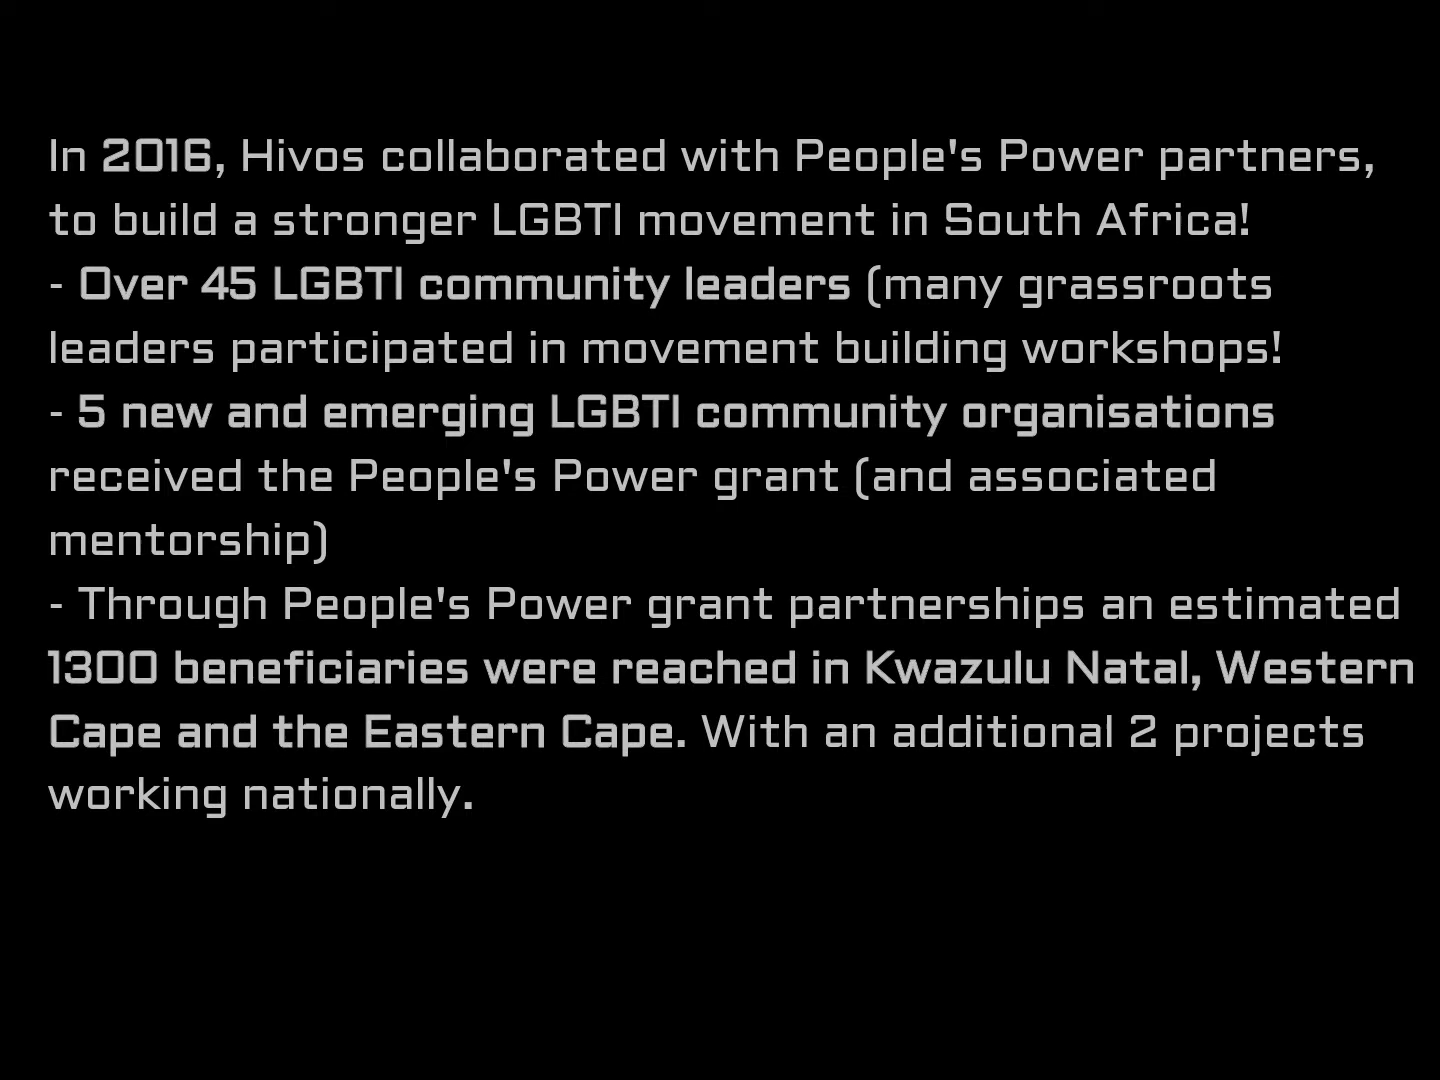 In 2016, Hivos collaborated with People's Power partners,
to build a stronger LGBTI movement in South Africa!
- Over 45 LGBTI community leaders (many grassroots
leaders participated in movement building workshops!
- 5 new and emerging LGBTI community organisations
received the People's Power grant (and associated
mentorship)
- Through People's Power grant partnerships an estimated
1300 beneficiaries were reached in Kwazulu Natal, Western
Cape and the Eastern Cape. With an additional 2 projects
working nationally.